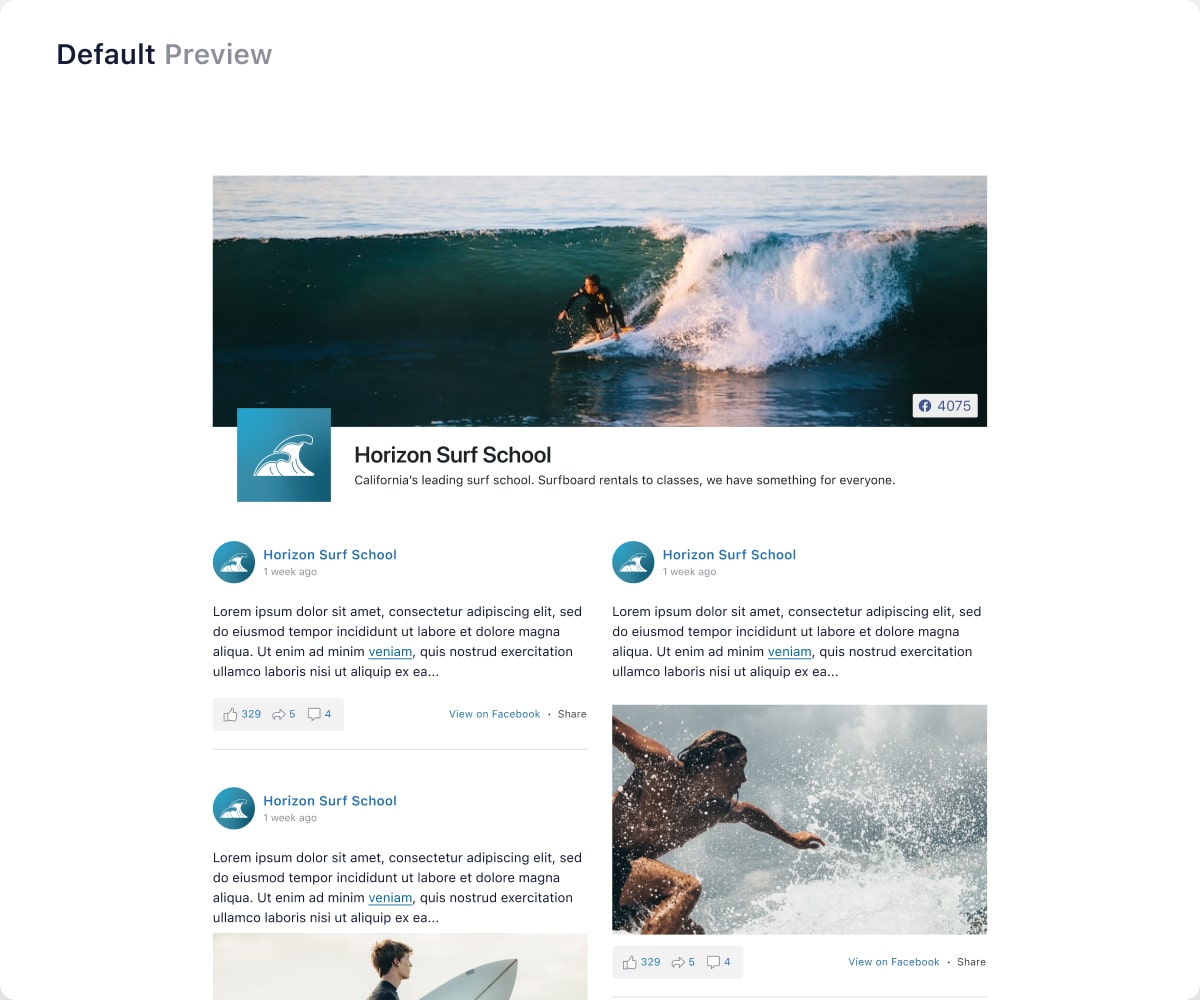 Default Preview
4075
Horizon Surf School
California's leading surf school. Surfboard rentals to classes, we have something for everyone.
Horizon Surf School
1 week ago
Lorem ipsum dolor sit amet, consectetur adipiscing elit, sed
do eiusmod tempor incididunt ut labore et dolore magna
aliqua. Ut enim ad minim veniam, quis nostrud exercitation
ullamco laboris nisi ut aliquip ex ea...
329 5 4 View on Facebook · Share
Horizon Surf School
1 week ago
Lorem ipsum dolor sit amet, consectetur adipiscing elit, sed
do eiusmod tempor incididunt ut labore et dolore magna
aliqua. Ut enim ad minim veniam, quis nostrud exercitation
ullamco laboris nisi ut aliquip ex ea...
Horizon Surf School
1 week ago
Lorem ipsum dolor sit amet, consectetur adipiscing elit, sed
do eiusmod tempor incididunt ut labore et dolore magna
aliqua. Ut enim ad minim veniam, quis nostrud exercitation
ullamco laboris nisi ut aliquip ex ea...
329 5 4 View on Facebook · Share